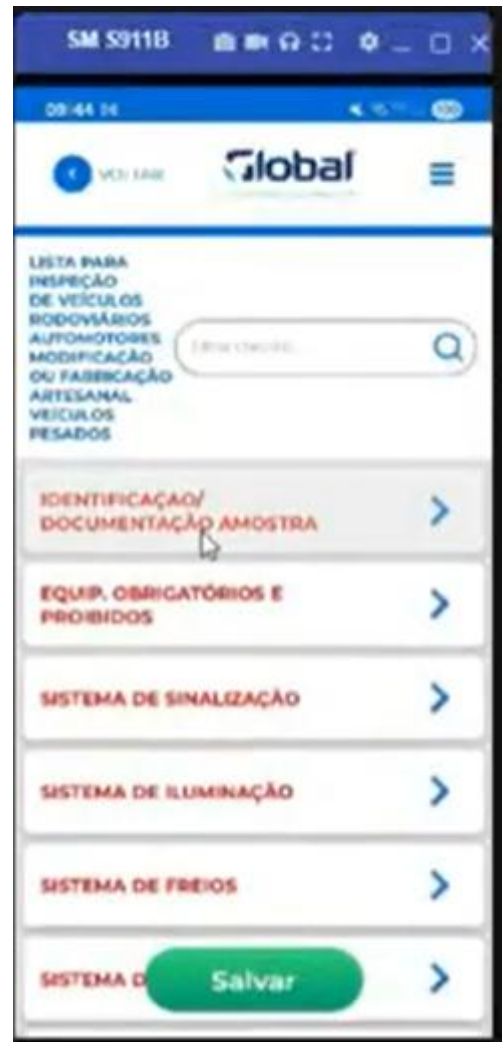 SM S911B
09:44
Global
LISTA PARA
INSPEÇÃO
DE VEÍCULOS
RODOVIÁRIOS
AUTOMOTORES
MODIFICAÇÃO
OU FABRICAÇÃO
ARTESANAL
VEÍCULOS
PESADOS
IDENTIFICAÇÃO/
DOCUMENTAÇÃO AMOSTRA
EQUIP. OBRIGATÓRIOS E
PROIBIDOS
SISTEMA DE SINALIZAÇÃO
SISTEMA DE ILUMINAÇÃO
SISTEMA DE FREIOS
SISTEMA D
Salvar